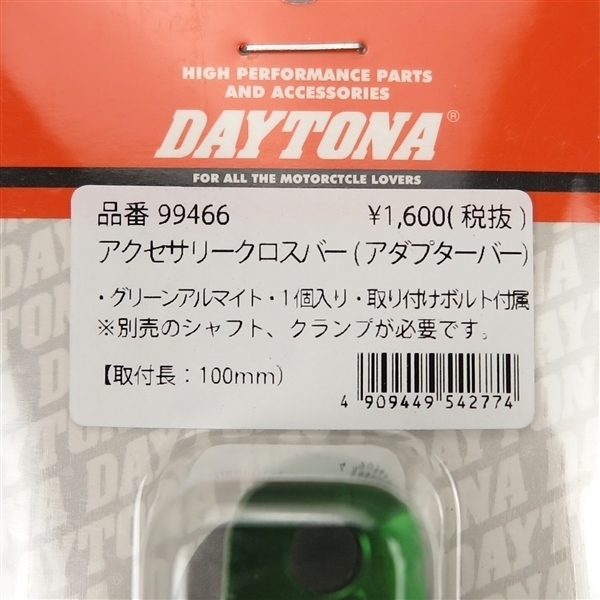 HIGH PERFORMANCE PARTS
AND ACCESSORIES
DAYTONA®
FOR ALL THE MOTORCTCLE LOVERS
品番 99466 ¥1,600(税抜)
アクセサリークロスバー(アダプターバー)
・グリーンアルマイト・1個入り・取り付けボルト付属
※別売のシャフト、クランプが必要です。
【取付長：100mm）
4 909449 542774
DAYTONA
DAYTONA
DAYTONA